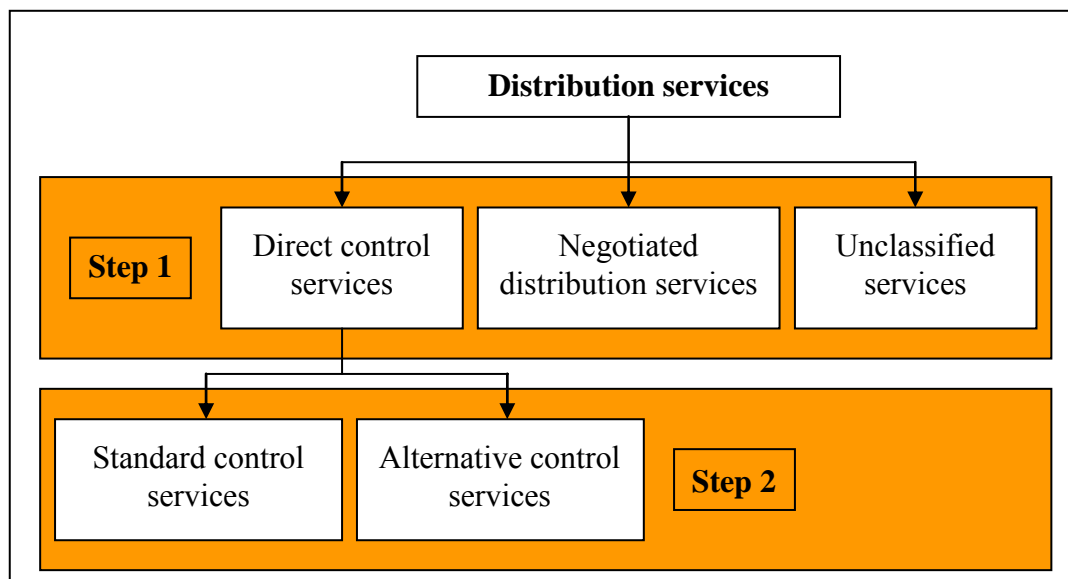 Distribution services
Step 1
Direct control
services
Negotiated
distribution services
Unclassified
services
Standard control
services
Alternative control
services
Step 2